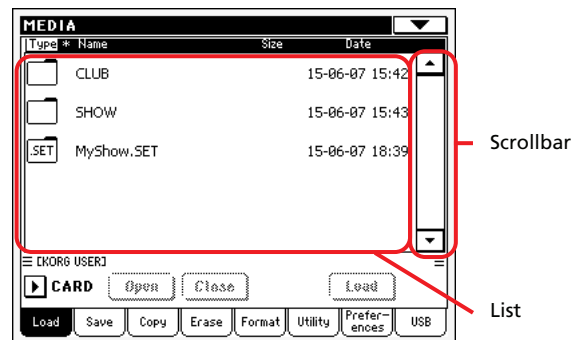 MEDIA
Type * Name Size Date
CLUB 15-06-07 15:42
SHOW 15-06-07 15:43
.SET MyShow.SET 15-06-07 18:39
Scrollbar
[KORG USER]
CARD Open Close Load
List
Load Save Copy Erase Format Utility Prefer-
ences USB